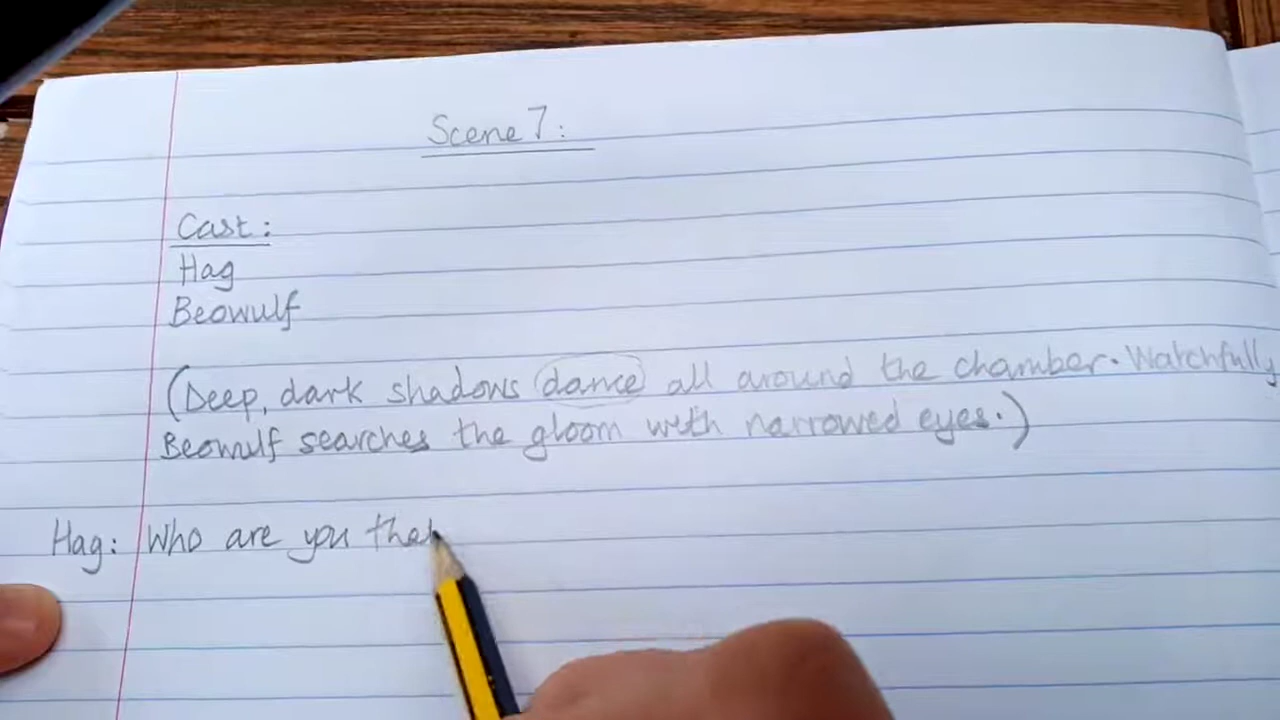 Scene 7:
Cast:
Hag
Beowulf
(Deep, dark shadows dance all around the chamber. Watchfully
Beowulf searches the gloom with narrowed eyes.)
Hag: Who are you that